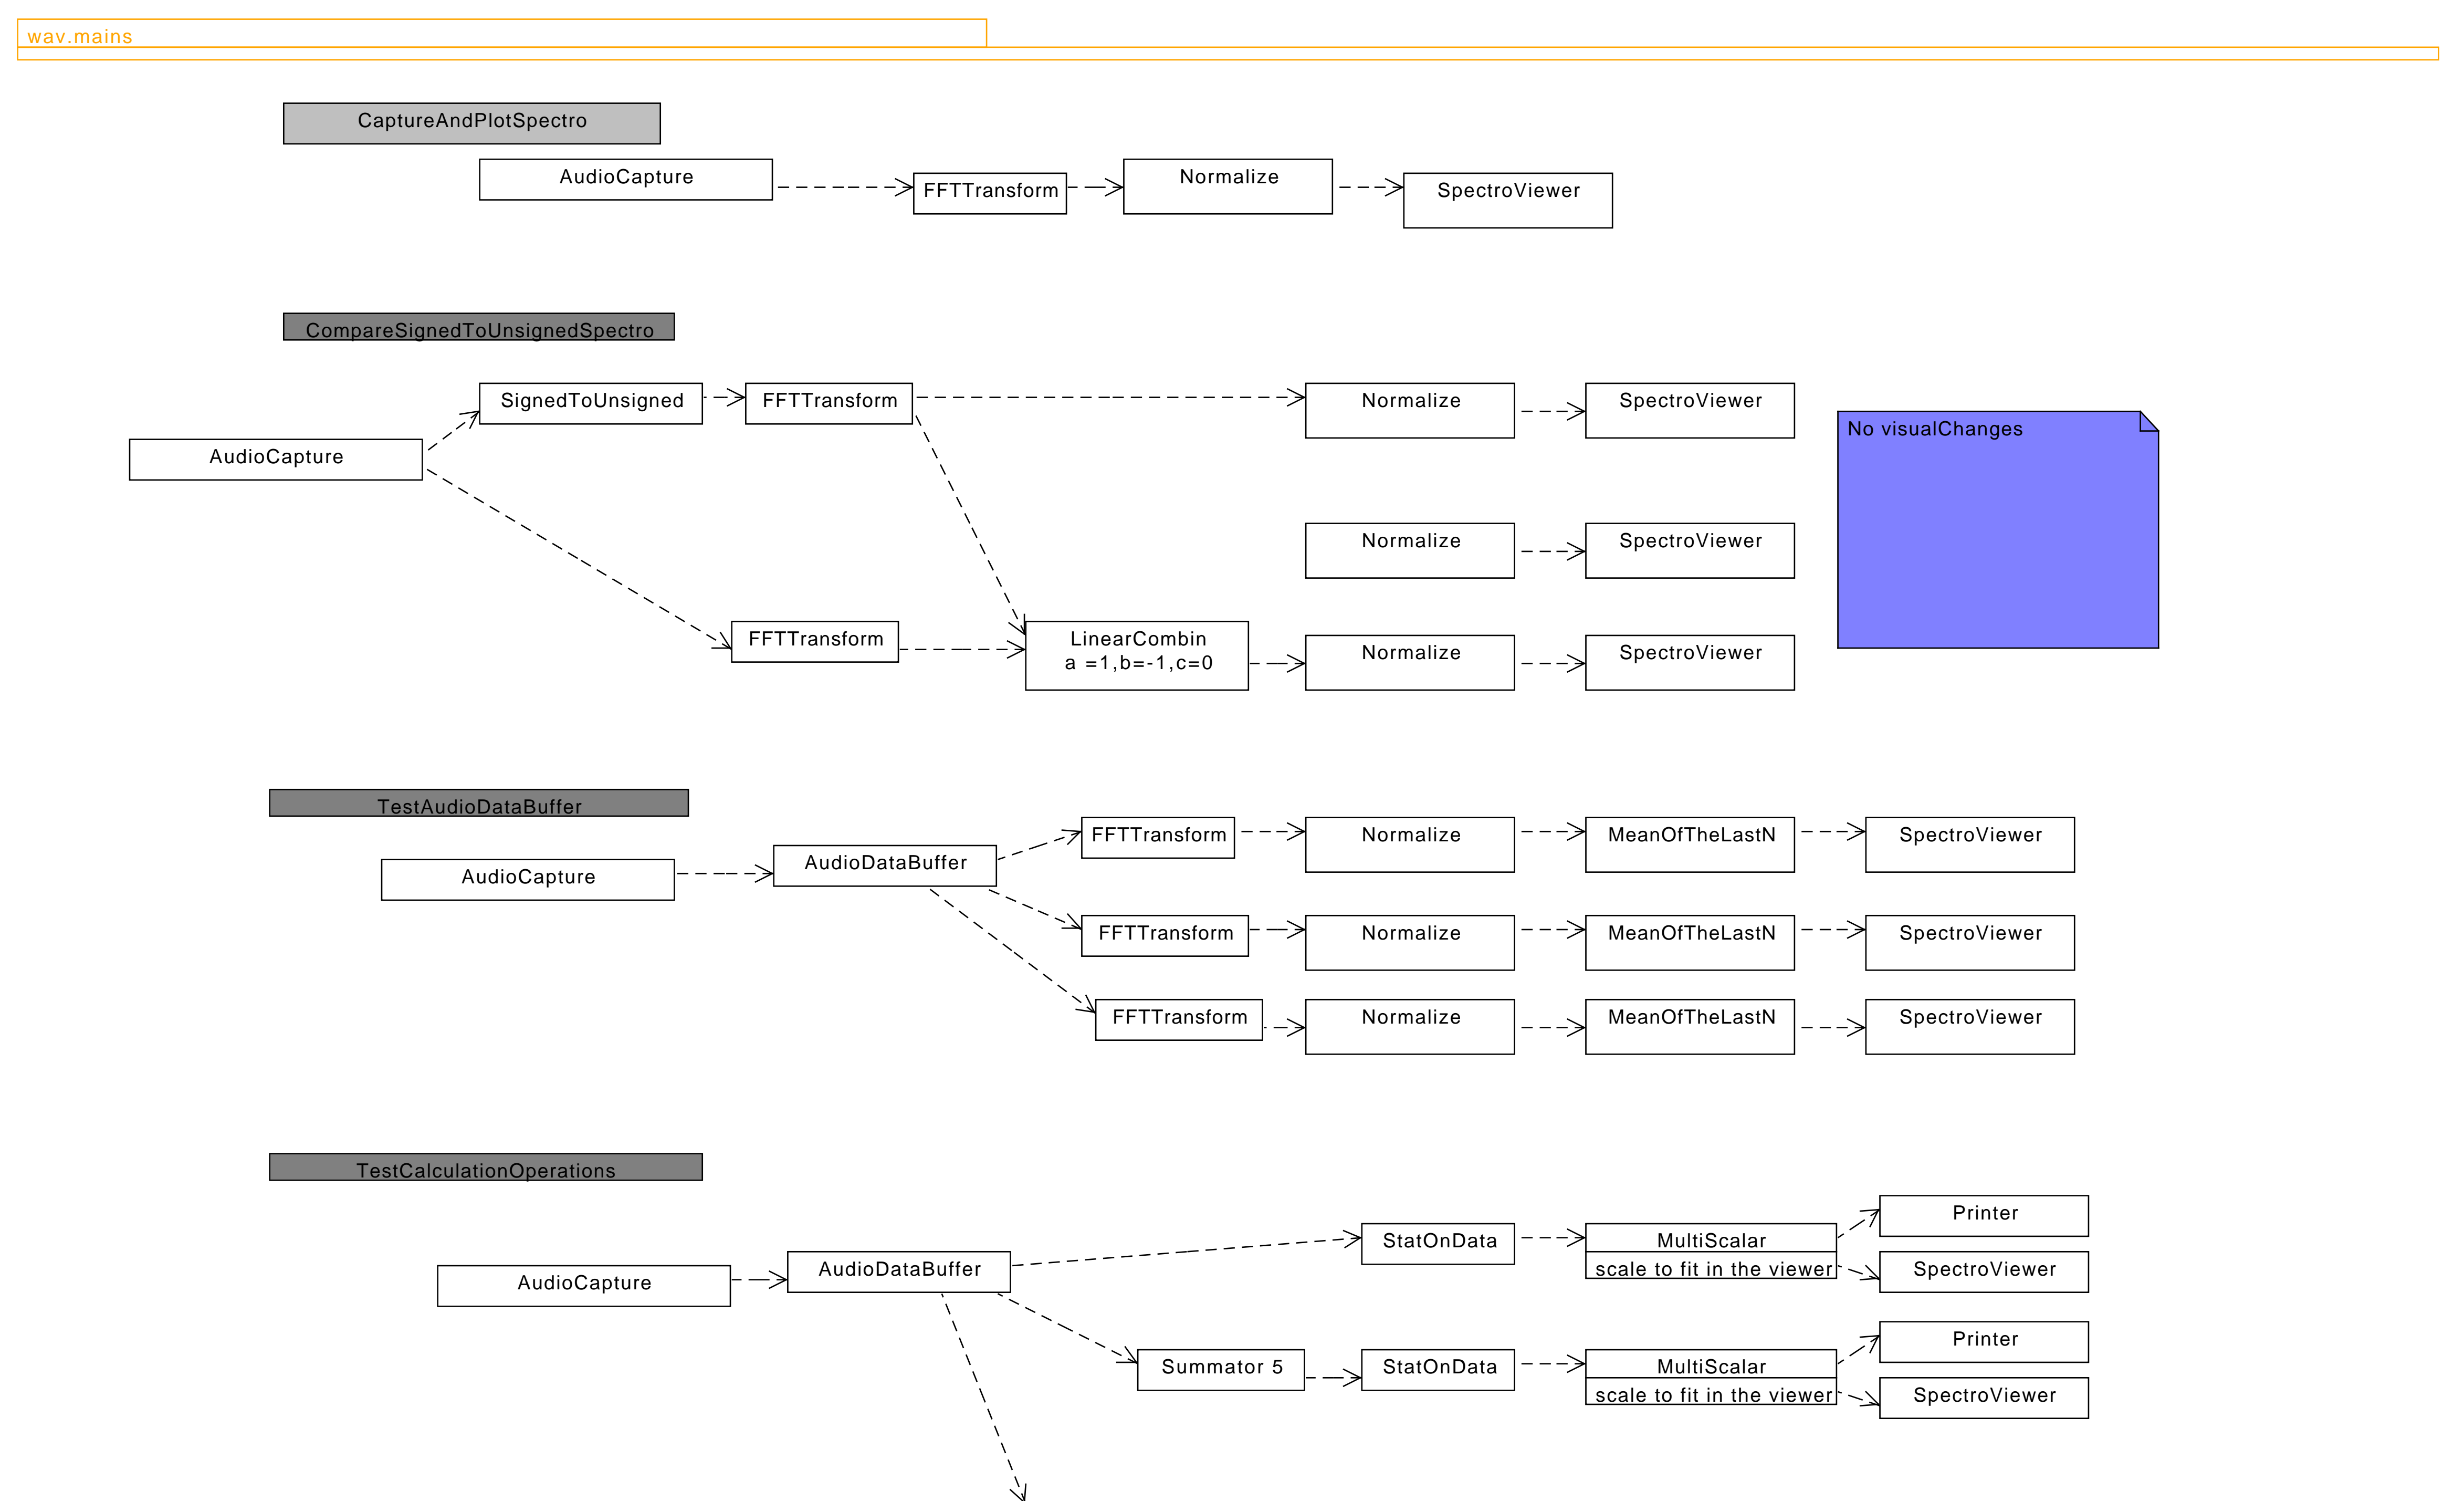 wav.mains
CaptureAndPlotSpectro
AudioCapture
FFTTransform
Normalize
SpectroViewer
CompareSignedToUnsignedSpectro
SignedToUnsigned
FFTTransform
Normalize
SpectroViewer
No visualChanges
AudioCapture
Normalize
SpectroViewer
FFTTransform
LinearCombin
a =1,b=-1,c=0
Normalize
SpectroViewer
TestAudioDataBuffer
AudioCapture
AudioDataBuffer
FFTTransform
Normalize
MeanOfTheLastN
SpectroViewer
FFTTransform
Normalize
MeanOfTheLastN
SpectroViewer
FFTTransform
Normalize
MeanOfTheLastN
SpectroViewer
TestCalculationOperations
AudioCapture
AudioDataBuffer
StatOnData
MultiScalar
scale to fit in the viewer
Printer
SpectroViewer
Summator 5
StatOnData
MultiScalar
scale to fit in the viewer
Printer
SpectroViewer